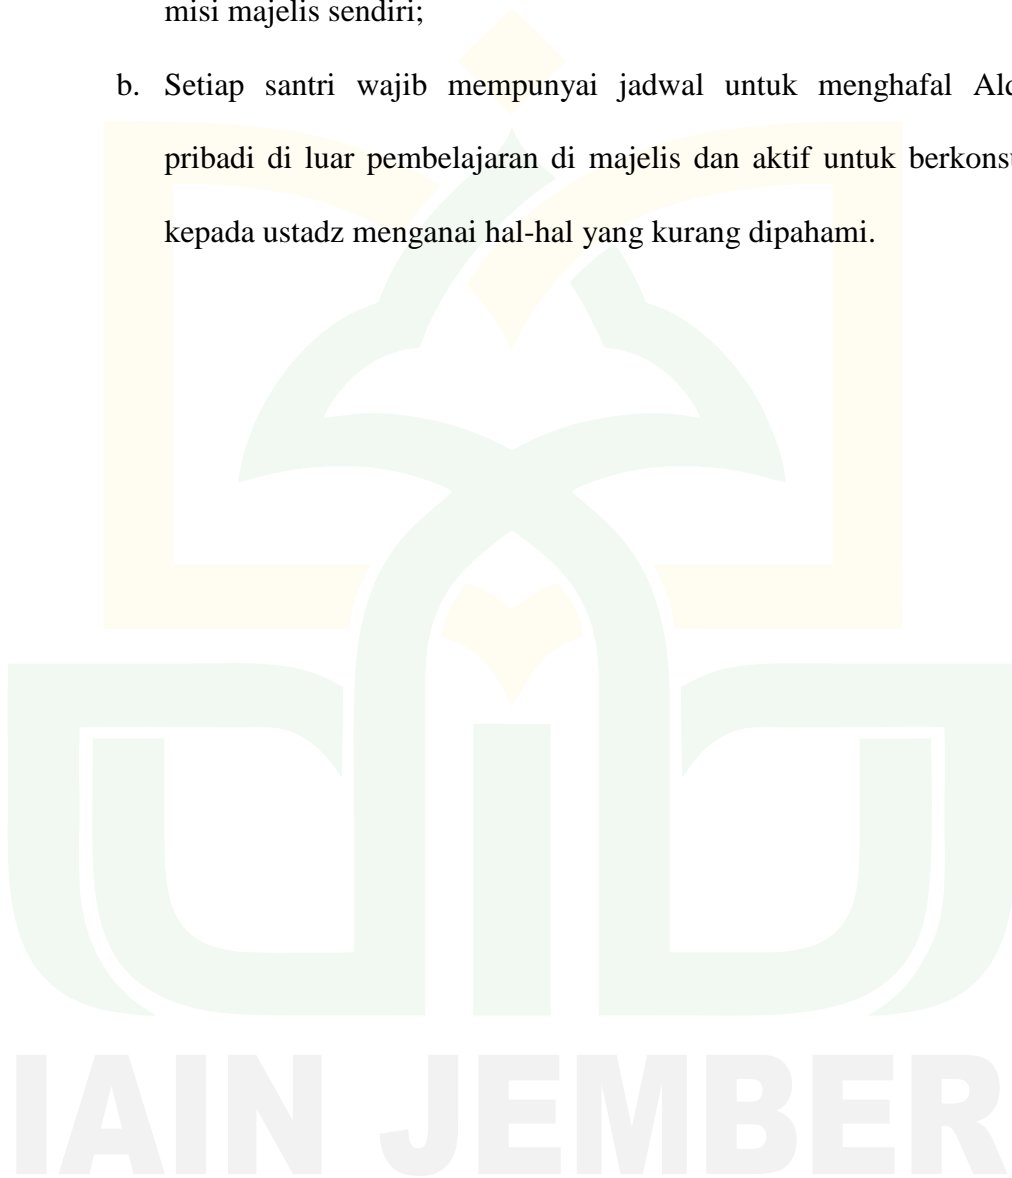 misi majelis sendiri;
b. Setiap santri wajib mempunyai jadwal untuk menghafal
pribadi di luar pembelajaran di majelis dan aktif untuk
kepada ustadz menganai hal-hal yang kurang dipahami.
IAIN JEMBER